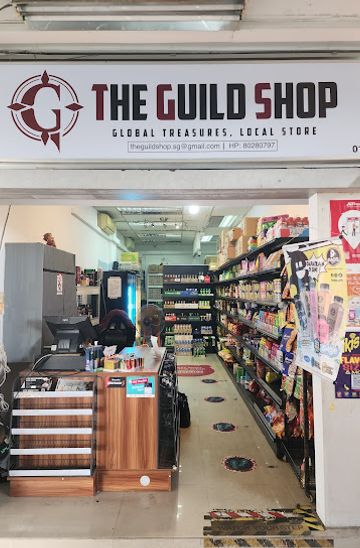 G
THE GUILD SHOP
GLOBAL TREASURES, LOCAL STORE
theguildshop.sg@gmail.com | HP: 80280797